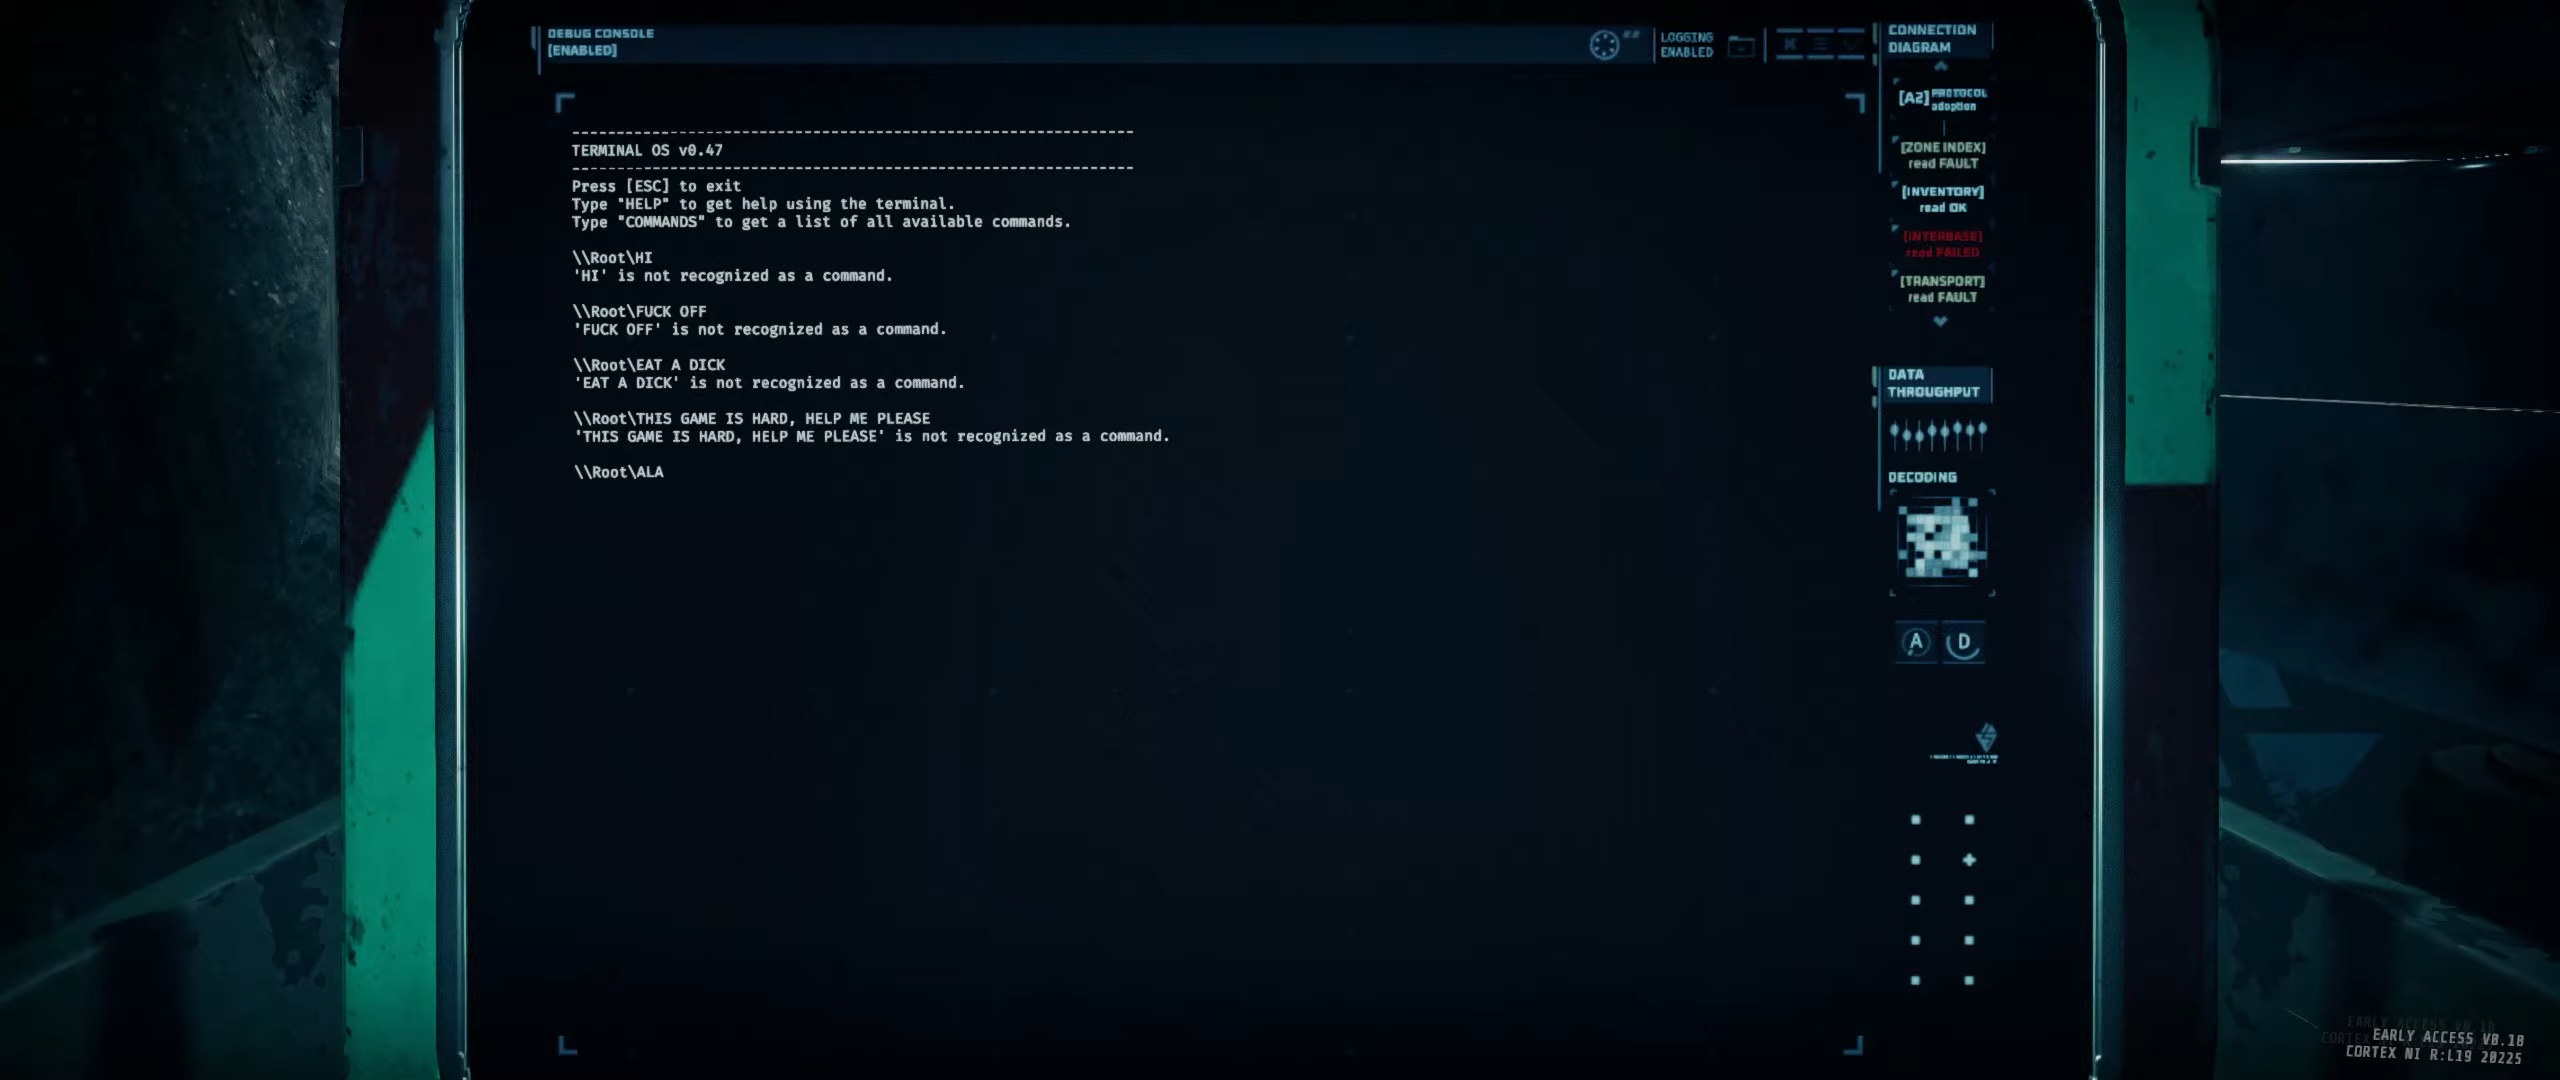 DEBUG CONSOLE
[ENABLED]
LOGGING
ENABLED
CONNECTION
DIAGRAM
[A2] PROTOCOL
adoption
[ZONE INDEX]
read FAULT
[INVENTORY]
read OK
[INTERBASE]
read FAILED
[TRANSPORT]
read FAULT
DATA
THROUGHPUT
DECODING
A D
----------------------------------------------------------------
TERMINAL OS v0.47
----------------------------------------------------------------
Press [ESC] to exit
Type "HELP" to get help using the terminal.
Type "COMMANDS" to get a list of all available commands.
\\Root\HI
'HI' is not recognized as a command.
\\Root\FUCK OFF
'FUCK OFF' is not recognized as a command.
\\Root\EAT A DICK
'EAT A DICK' is not recognized as a command.
\\Root\THIS GAME IS HARD, HELP ME PLEASE
'THIS GAME IS HARD, HELP ME PLEASE' is not recognized as a command.
\\Root\ALA
EARLY ACCESS V0.18
CORTEX NI R:L19 20225